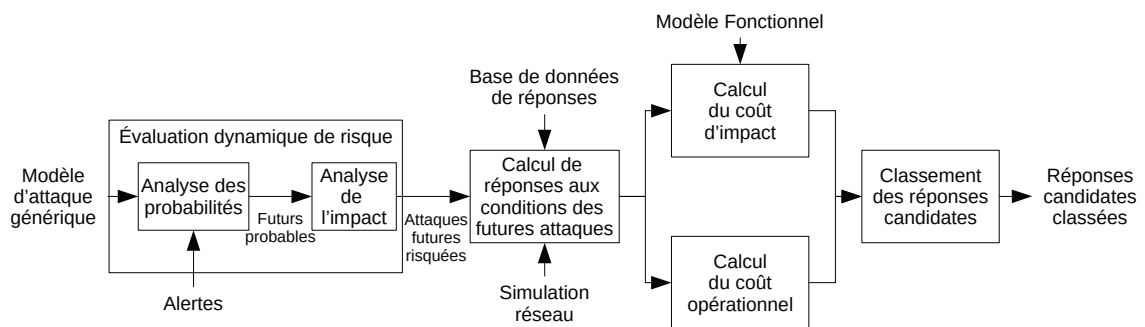 Modèle Fonctionnel
Base de données
de réponses
Calcul
du coût
d'impact
Évaluation dynamique de risque
Modèle
d'attaque
générique
Analyse des
probabilités
Futurs
probables
Analyse
de
l'impact
Attaques
futures
risquées
Calcul de
réponses aux
conditions des
futures attaques
Classement
des réponses
candidates
Réponses
candidates
classées
Alertes
Simulation
réseau
Calcul
du coût
opérationnel